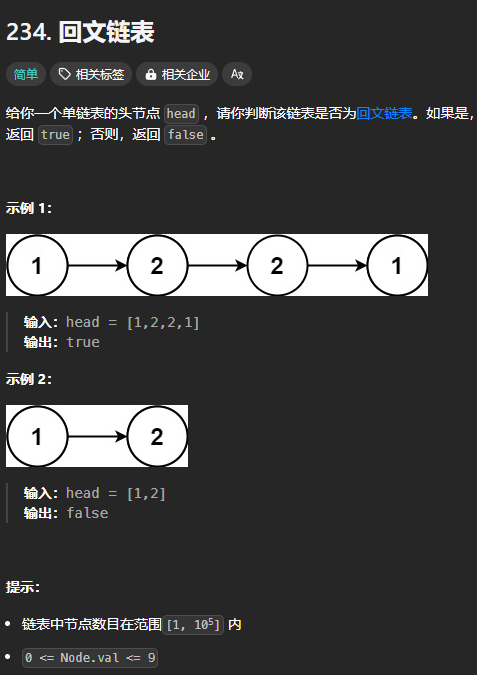 234. 回文链表
简单 相关标签 相关企业 Aあ
给你一个单链表的头节点 head ，请你判断该链表是否为回文链表。如果是，
返回 true ；否则，返回 false 。
示例 1：
1 2 2 1
输入：head = [1,2,2,1]
输出：true
示例 2：
1 2
输入：head = [1,2]
输出：false
提示：
• 链表中节点数目在范围[1, 10⁵] 内
• 0 <= Node.val <= 9